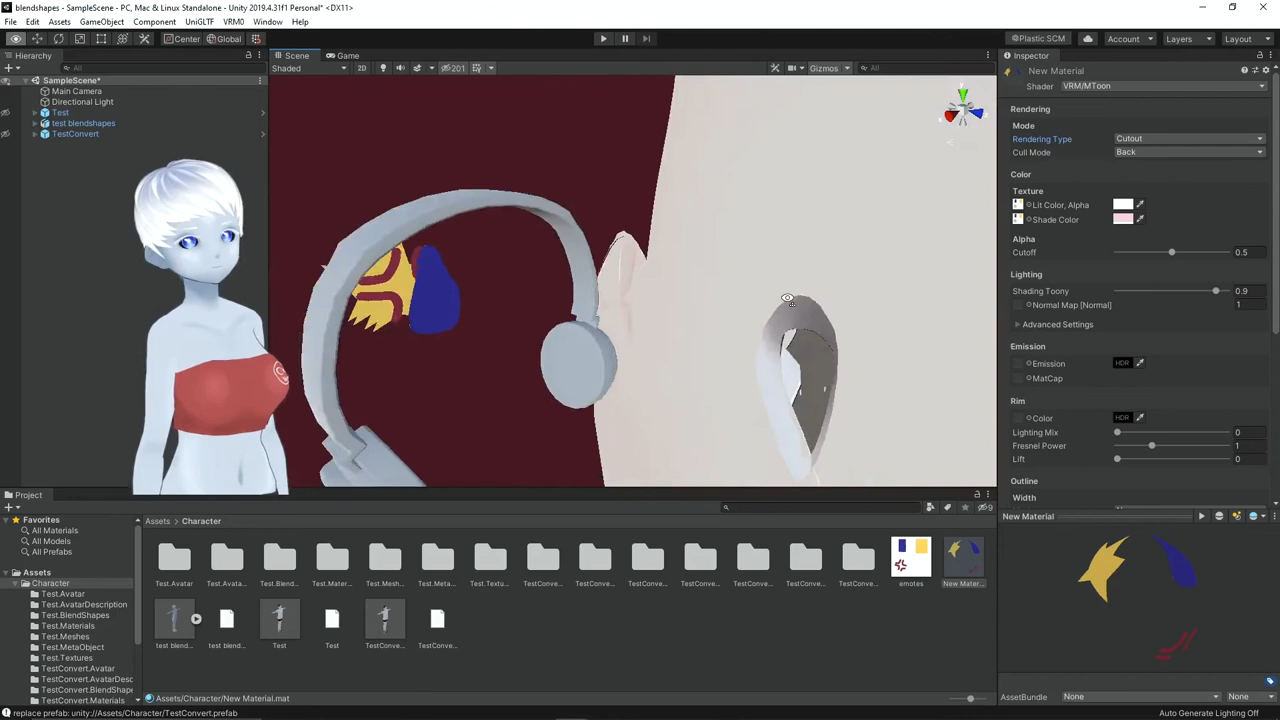 blendshapes - SampleScene - PC, Mac & Linux Standalone - Unity 2019.4.31f1 Personal* <DX11>
File Edit Assets GameObject Component UniGLTF VRM0 Window Help
Center Global Plastic SCM Account Layers Layout
Hierarchy Scene Game Inspector
All Shaded 2D 201 Gizmos All New Material
SampleScene*
Shader VRM/MToon
Main Camera
Directional Light
Test
test blendshapes
TestConvert
Rendering
Mode
Rendering Type Cutout
Cull Mode Back
Color
Texture
Lit Color, Alpha
Shade Color
Alpha
Cutoff 0.5
Lighting
Shading Toony 0.9
Normal Map [Normal] 1
Advanced Settings
Emission
Emission HDR
MatCap
Rim
Color HDR
Lighting Mix 0
Fresnel Power 1
Lift 0
Outline
Width
New Material
Project
9
Favorites
All Materials
All Models
All Prefabs
Assets
Character
Test.Avatar
Test.AvatarDescription
Test.BlendShapes
Test.Materials
Test.Meshes
Test.MetaObject
Test.Textures
TestConvert.Avatar
TestConvert.AvatarDesc
TestConvert.BlendShape
TestConvert.Materials
Assets > Character
Test.Avatar Test.Avata... Test.Blend... Test.Mater... Test.Mesh... Test.Meta... Test.Textu... TestConve... TestConve... TestConve... TestConve... TestConve... TestConve... TestConve... emotes New Mater...
test blend... test blend... Test Test TestConve... TestConve...
Assets/Character/New Material.mat
AssetBundle None None
replace prefab: unity://Assets/Character/TestConvert.prefab
Auto Generate Lighting Off